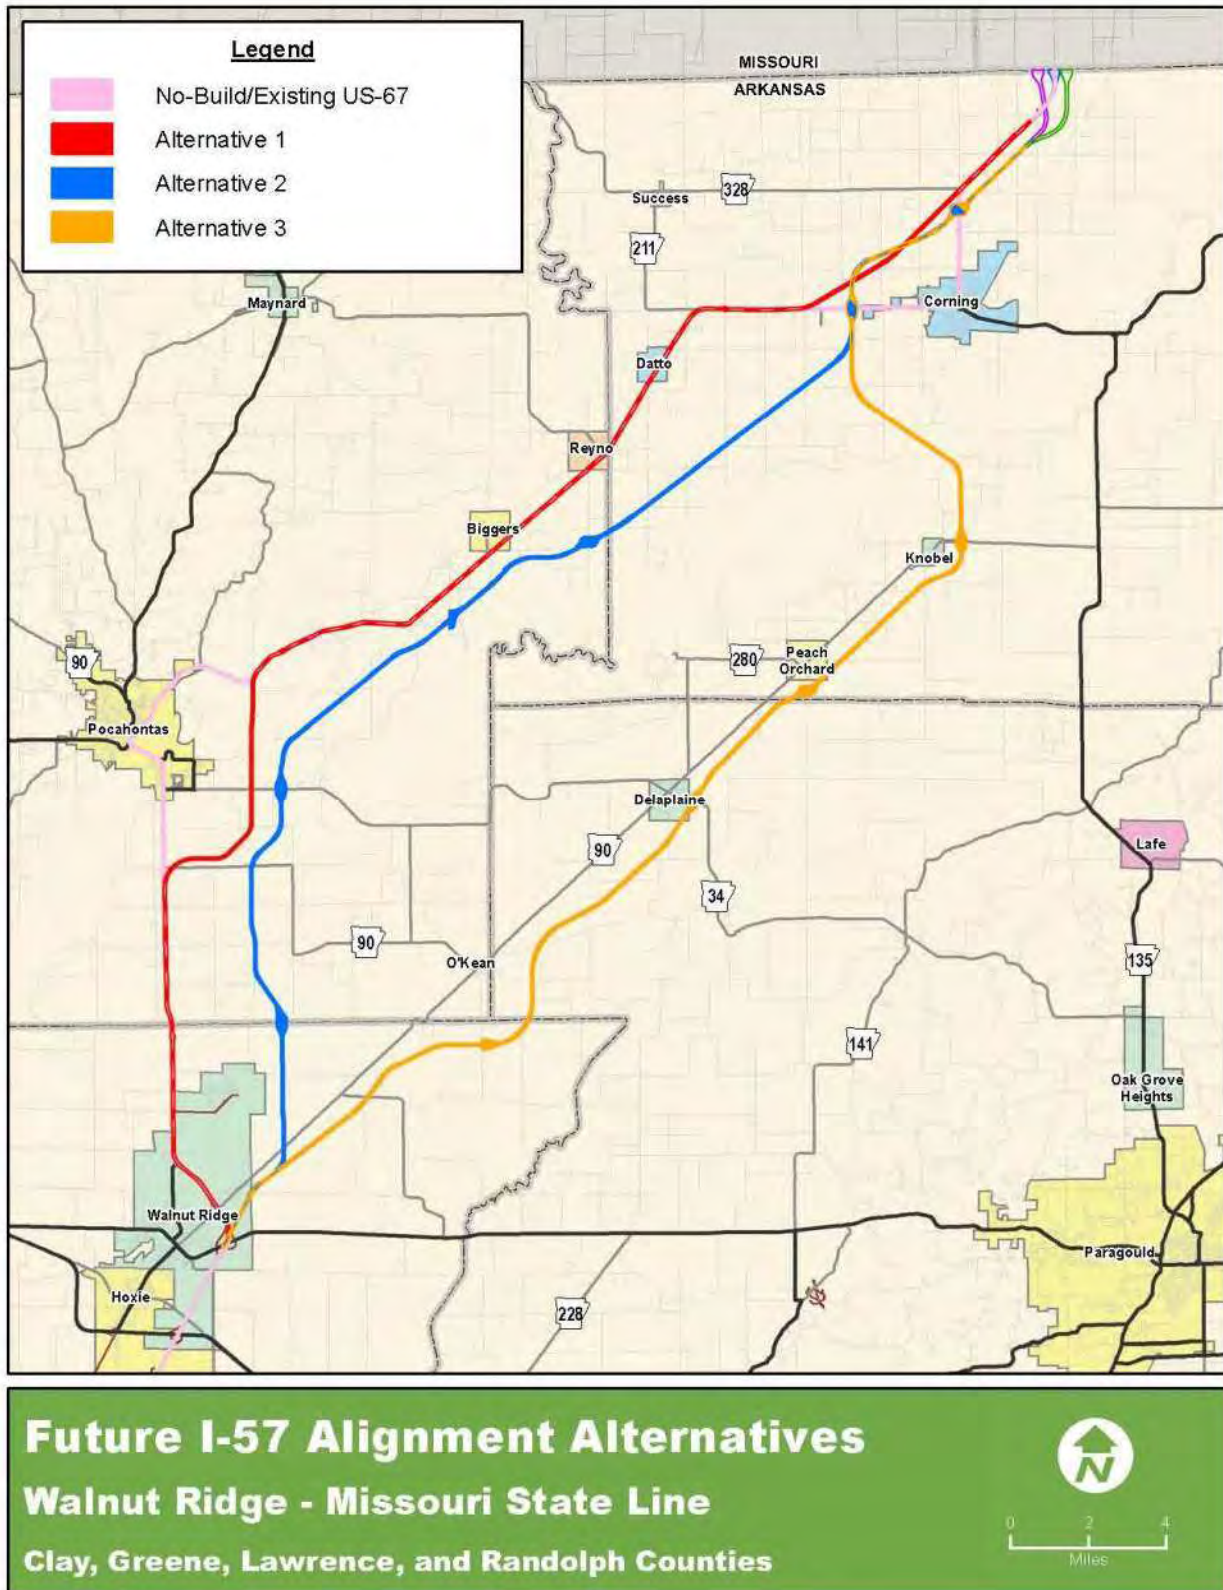 Legend
No-Build/Existing US-67
Alternative 1
Alternative 2
Alternative 3
MISSOURI
ARKANSAS
Success
328
211
Maynard
Corning
Datto
Reyno
Biggers
Knobel
90
280
Peach
Orchard
Pocahontas
Delaplaine
90
Lafe
34
90
O'Kean
135
141
Oak Grove
Heights
Walnut Ridge
Paragould
Hoxie
228
Future I-57 Alignment Alternatives
Walnut Ridge - Missouri State Line
Clay, Greene, Lawrence, and Randolph Counties
N
0 2 4
Miles